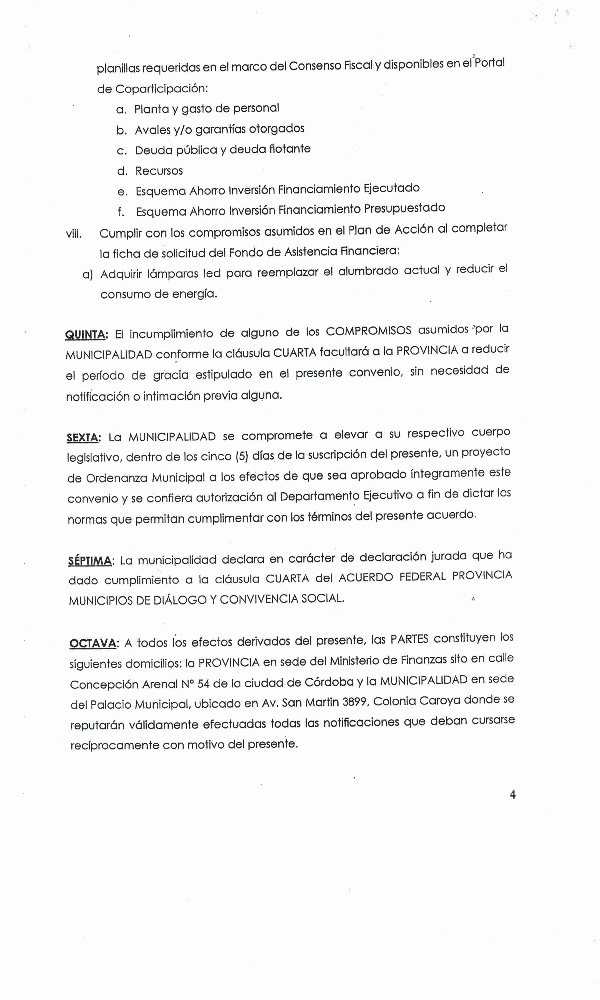 planillas requeridas en el marco del Consenso Fiscal y disponibles en el Portal
de Coparticipación:
a. Planta y gasto de personal
b. Avales y/o garantías otorgados
c. Deuda pública y deuda flotante
d. Recursos
e. Esquema Ahorro Inversión Financiamiento Ejecutado
f. Esquema Ahorro Inversión Financiamiento Presupuestado
viii. Cumplir con los compromisos asumidos en el Plan de Acción al completar
la ficha de solicitud del Fondo de Asistencia Financiera:
a) Adquirir lámparas led para reemplazar el alumbrado actual y reducir el
consumo de energía.
QUINTA: El incumplimiento de alguno de los COMPROMISOS asumidos por la
MUNICIPALIDAD conforme la cláusula CUARTA facultará a la PROVINCIA a reducir
el período de gracia estipulado en el presente convenio, sin necesidad de
notificación o intimación previa alguna.
SEXTA: La MUNICIPALIDAD se compromete a elevar a su respectivo cuerpo
legislativo, dentro de los cinco (5) días de la suscripción del presente, un proyecto
de Ordenanza Municipal a los efectos de que sea aprobado íntegramente este
convenio y se confiera autorización al Departamento Ejecutivo a fin de dictar las
normas que permitan cumplimentar con los términos del presente acuerdo.
SÉPTIMA: La municipalidad declara en carácter de declaración jurada que ha
dado cumplimiento a la cláusula CUARTA del ACUERDO FEDERAL PROVINCIA
MUNICIPIOS DE DIÁLOGO Y CONVIVENCIA SOCIAL.
OCTAVA: A todos los efectos derivados del presente, las PARTES constituyen los
siguientes domicilios: la PROVINCIA en sede del Ministerio de Finanzas sito en calle
Concepción Arenal Nº 54 de la ciudad de Córdoba y la MUNICIPALIDAD en sede
del Palacio Municipal, ubicado en Av. San Martin 3899, Colonia Caroya donde se
reputarán válidamente efectuadas todas las notificaciones que deban cursarse
recíprocamente con motivo del presente.
4